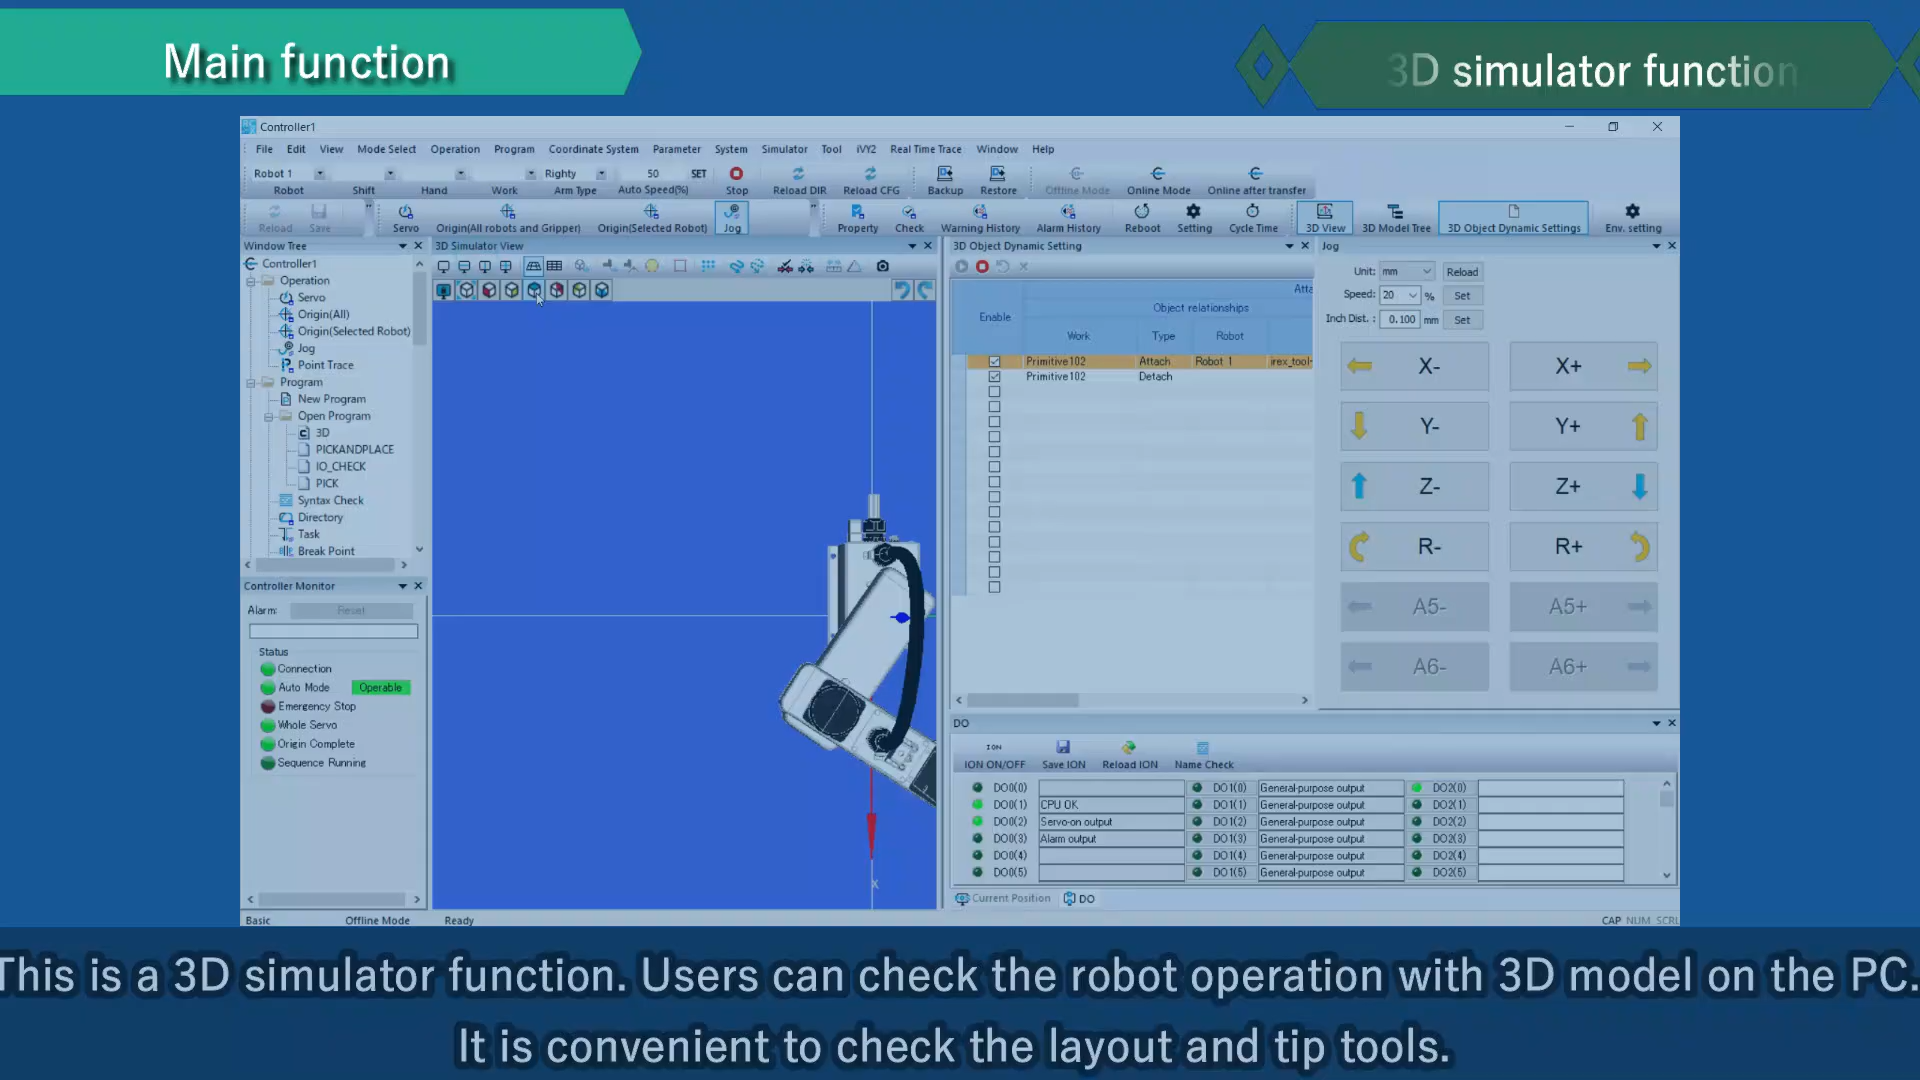 Main function
3D simulator function
Controller1
File Edit View Mode Select Operation Program Coordinate System Parameter System Simulator Tool iVY2 Real Time Trace Window Help
Robot 1 Righty 50 SET
Robot Shift Hand Work Arm Type Auto Speed(%) Stop Reload DIR Reload CFG Backup Restore Offline Mode Online Mode Online after transfer
Reload Save Servo Origin(All robots and Gripper) Origin(Selected Robot) Jog Property Check Warning History Alarm History Reboot Setting Cycle Time 3D View 3D Model Tree 3D Object Dynamic Settings Env. setting
Window Tree
Controller1
Operation
Servo
Origin(All)
Origin(Selected Robot)
Jog
Point Trace
Program
New Program
Open Program
3D
PICKANDPLACE
IO_CHECK
PICK
Syntax Check
Directory
Task
Break Point
Controller Monitor
Alarm: Reset
Status
Connection
Auto Mode Operable
Emergency Stop
Whole Servo
Origin Complete
Sequence Running
3D Simulator View
X
3D Object Dynamic Setting
Atta
Object relationships
Enable
Work Type Robot
Primitive102 Attach Robot 1 irex_tool-
Primitive102 Detach
Jog
Unit: mm Reload
Speed: 20 % Set
Inch Dist. : 0.100 mm Set
X- X+
Y- Y+
Z- Z+
R- R+
A5- A5+
A6- A6+
DO
ION
ION ON/OFF Save ION Reload ION Name Check
DO0(0) DO1(0) General-purpose output DO2(0)
DO0(1) CPU OK DO1(1) General-purpose output DO2(1)
DO0(2) Servo-on output DO1(2) General-purpose output DO2(2)
DO0(3) Alarm output DO1(3) General-purpose output DO2(3)
DO0(4) DO1(4) General-purpose output DO2(4)
DO0(5) DO1(5) General-purpose output DO2(5)
Current Position DO
Basic Offline Mode Ready CAP NUM SCRL
This is a 3D simulator function. Users can check the robot operation with 3D model on the PC.
It is convenient to check the layout and tip tools.